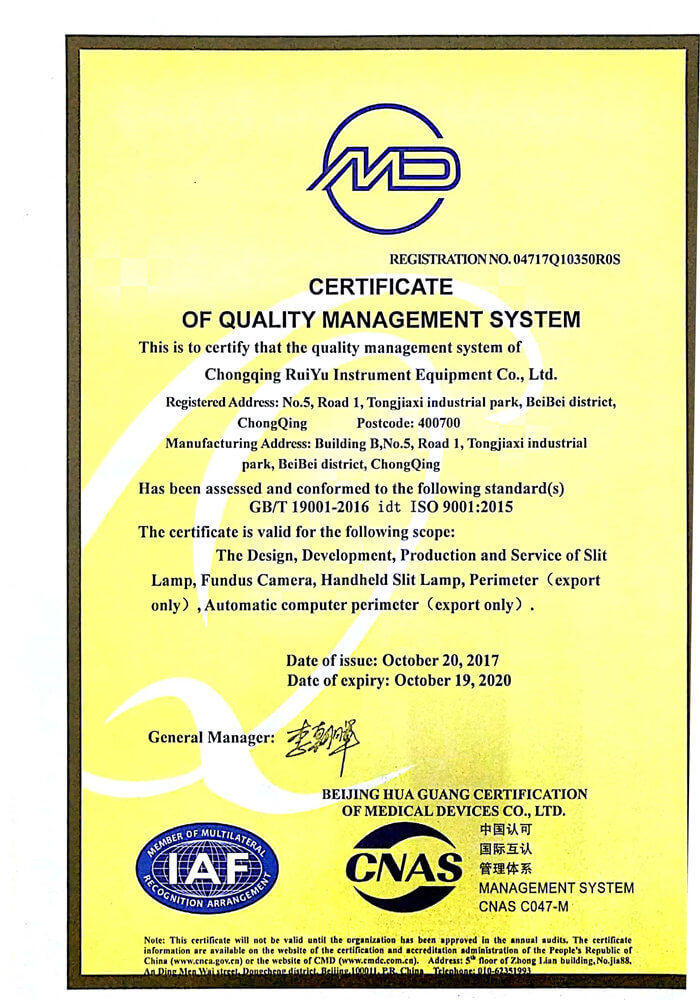 MD
REGISTRATION NO. 04717Q10350R0S
CERTIFICATE
OF QUALITY MANAGEMENT SYSTEM
This is to certify that the quality management system of
Chongqing RuiYu Instrument Equipment Co., Ltd.
Registered Address: No.5, Road 1, Tongjiaxi industrial park, BeiBei district,
ChongQing Postcode: 400700
Manufacturing Address: Building B,No.5, Road 1, Tongjiaxi industrial
park, BeiBei district, ChongQing
Has been assessed and conformed to the following standard(s)
GB/T 19001-2016 idt ISO 9001:2015
The certificate is valid for the following scope:
The Design, Development, Production and Service of Slit
Lamp, Fundus Camera, Handheld Slit Lamp, Perimeter（export
only）, Automatic computer perimeter（export only）.
Date of issue: October 20, 2017
Date of expiry: October 19, 2020
General Manager: 李朝晖
BEIJING HUA GUANG CERTIFICATION
OF MEDICAL DEVICES CO., LTD.
MEMBER OF MULTILATERAL
IAF
RECOGNITION ARRANGEMENT
CNAS
中国认可
国际互认
管理体系
MANAGEMENT SYSTEM
CNAS C047-M
Note: This certificate will not be valid until the organization has been approved in the annual audits. The certificate
information are available on the website of the certification and accreditation administration of the People's Republic of
China (www.cnca.gov.cn) or the website of CMD (www.cmdc.com.cn). Address: 5th floor of Zhong Lian building,No.jia88,
An Ding Men Wai street, Dongcheng district, Beijing,100011, P.R. China Telephone: 010-62351993